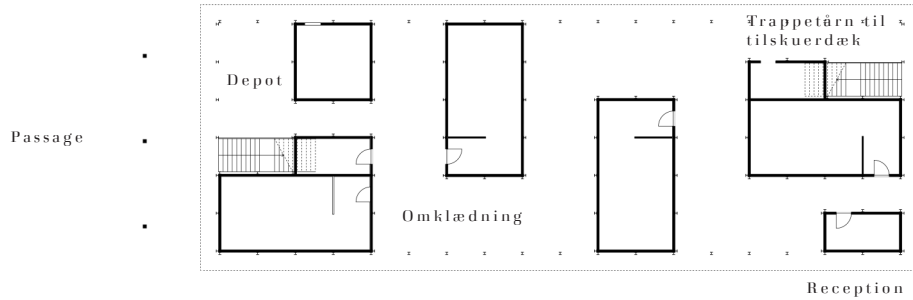 Trappetårn til
tilskuerdæk
Depot
Passage
Omklædning
Reception